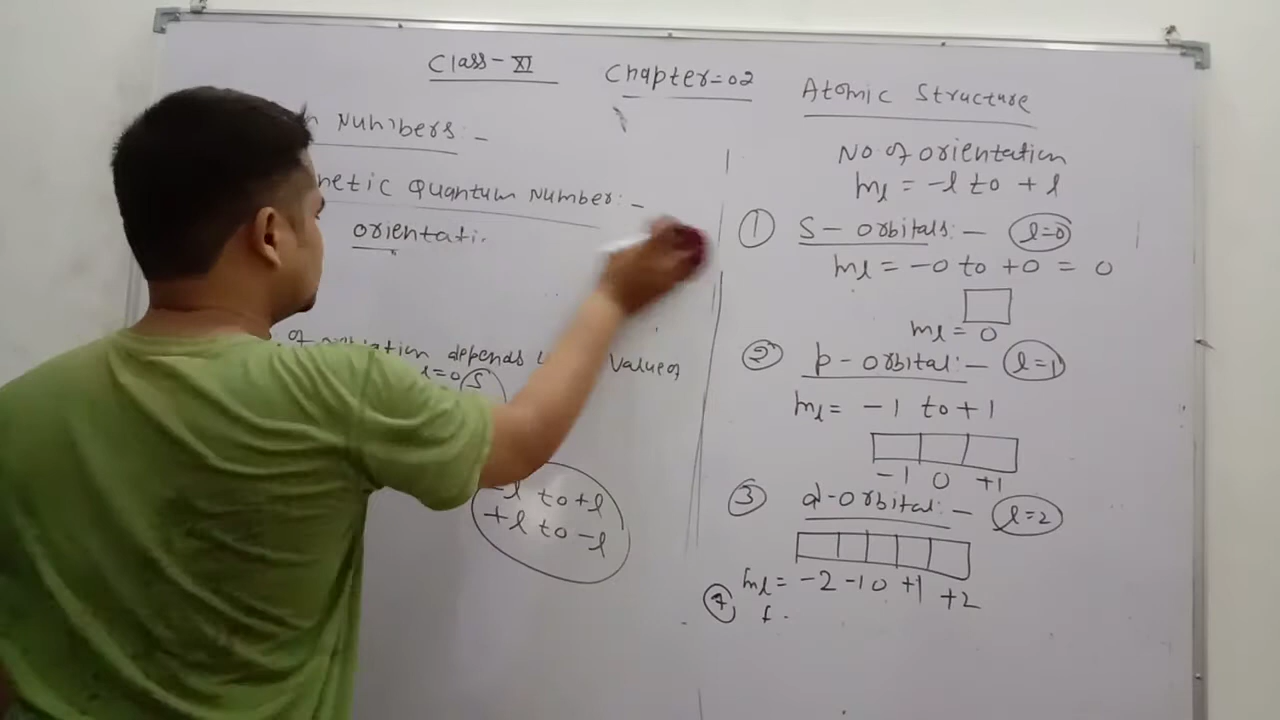 Class-XI Chapter=02 Atomic Structure
n Numbers:-
netic Quantum Number:-
orientati.
of depends Value of
l=0 S
-l to +l
+l to -l
No of orientation
ml = -l to +l
① S-orbitals:- l=0
ml = -0 to +0 = 0
ml = 0
② p-orbital:- l=1
ml = -1 to +1
-1 0 +1
③ d-orbital:- l=2
ml = -2 -1 0 +1 +2
④ f.